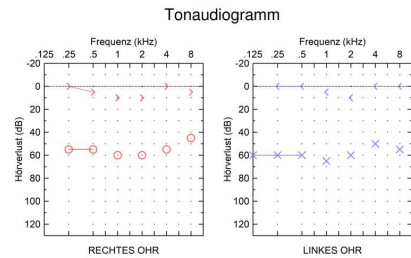 Tonaudiogramm
Frequenz (kHz)
.125 .25 .5 1 2 4 8
-20
0
20
40
60
80
100
120
Hörverlust (dB)
RECHTES OHR
Frequenz (kHz)
.125 .25 .5 1 2 4 8
-20
0
20
40
60
80
100
120
Hörverlust (dB)
LINKES OHR